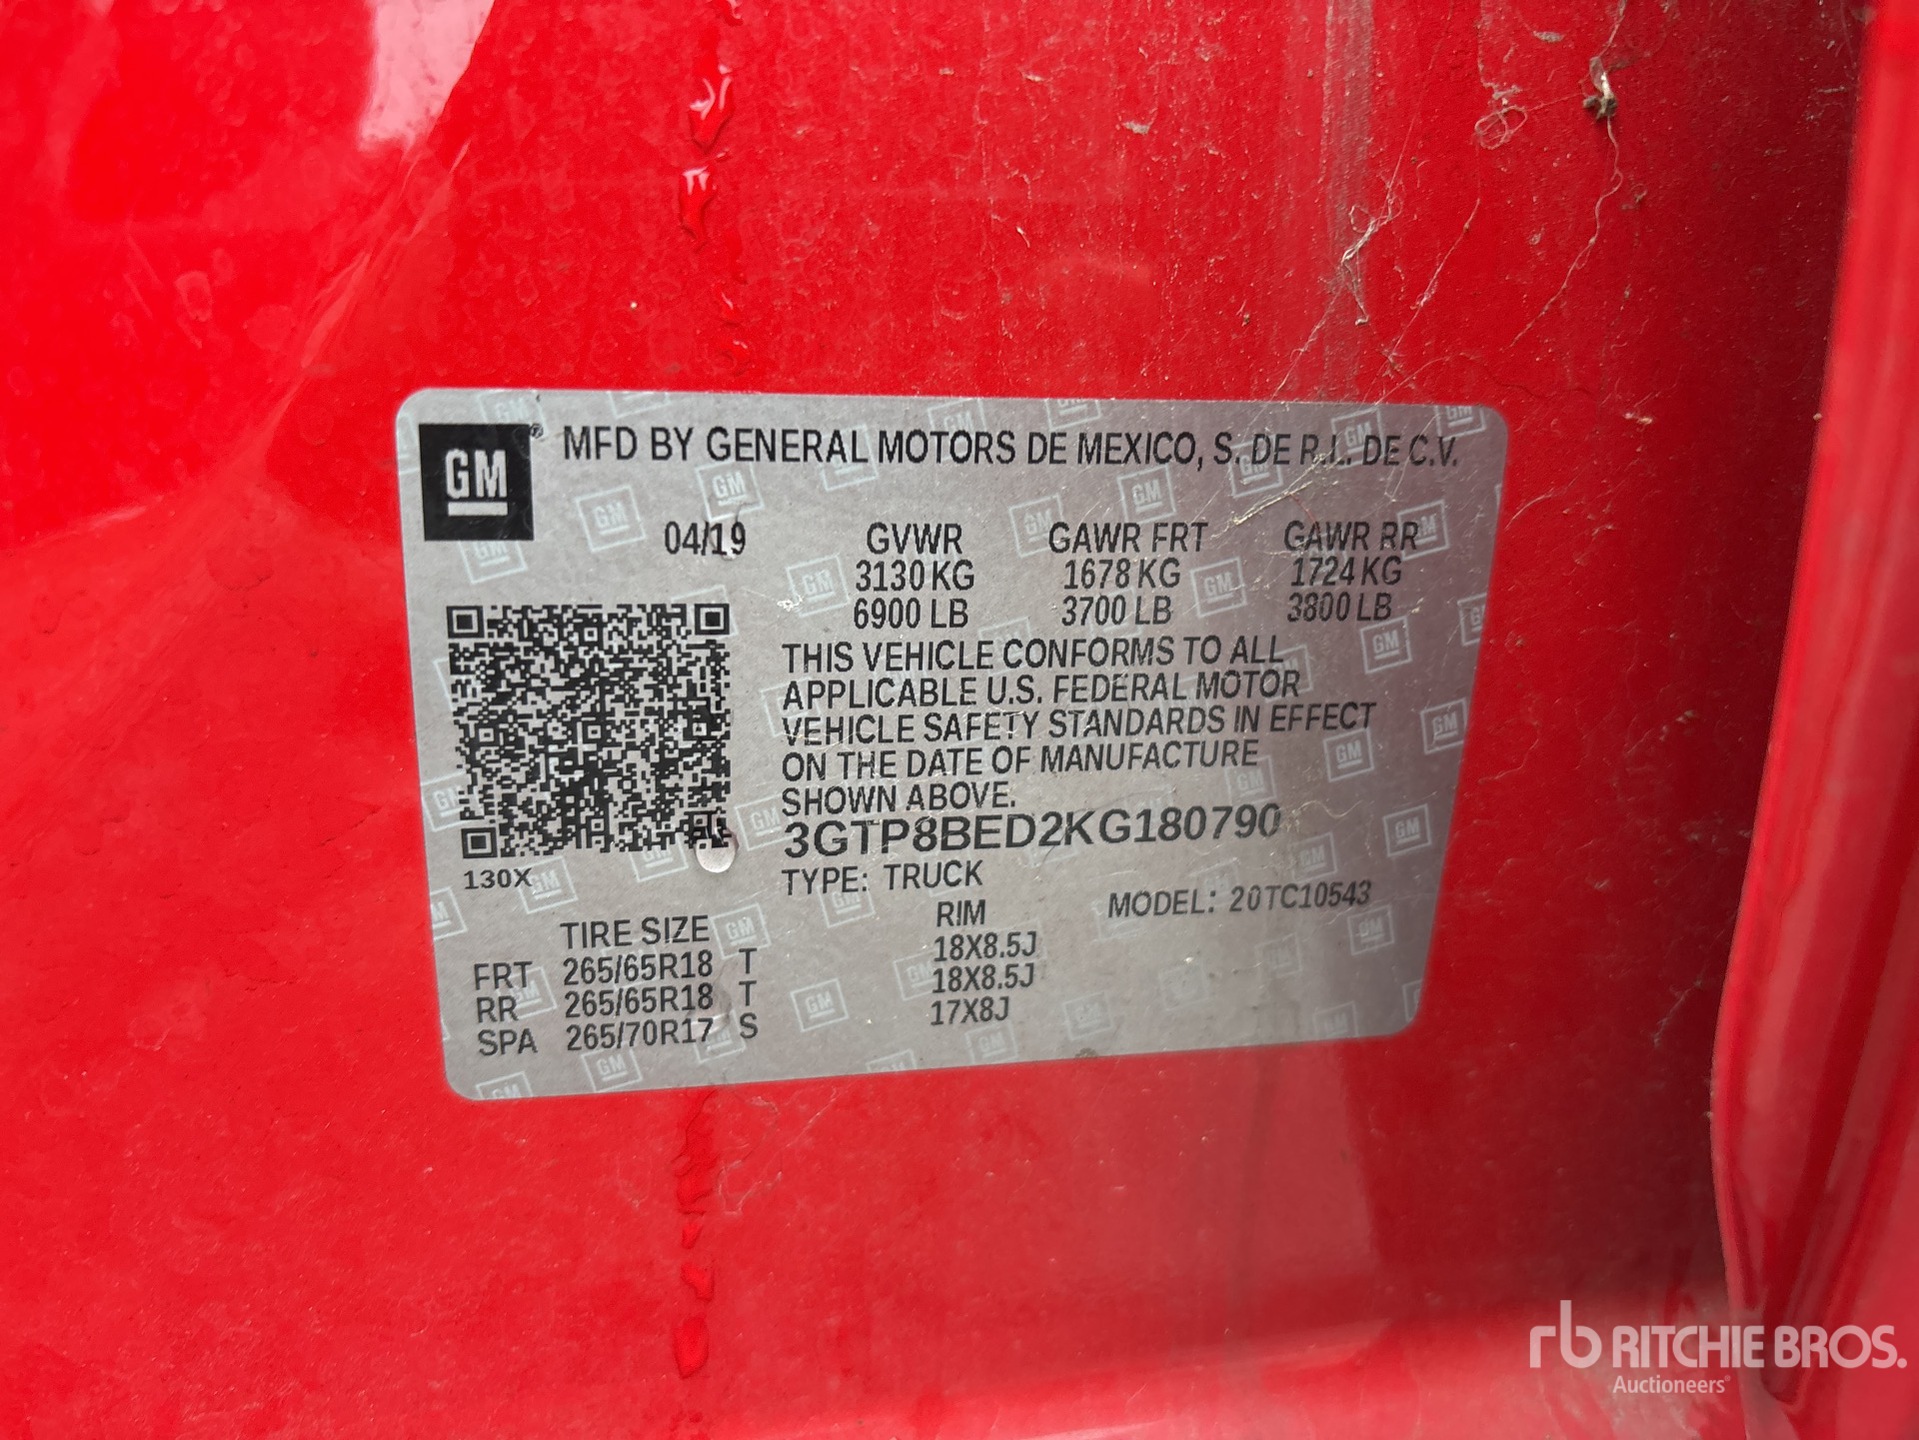 GM® MFD BY GENERAL MOTORS DE MEXICO, S. DE R.L. DE C.V.
04/19 GVWR GAWR FRT GAWR RR
3130 KG 1678 KG 1724 KG
6900 LB 3700 LB 3800 LB
THIS VEHICLE CONFORMS TO ALL
APPLICABLE U.S. FEDERAL MOTOR
VEHICLE SAFETY STANDARDS IN EFFECT
ON THE DATE OF MANUFACTURE
SHOWN ABOVE.
3GTP8BED2KG180790
130X TYPE: TRUCK
MODEL: 20TC10543
TIRE SIZE RIM
FRT 265/65R18 T 18X8.5J
RR 265/65R18 T 18X8.5J
SPA 265/70R17 S 17X8J
rb RITCHIE BROS.
Auctioneers®